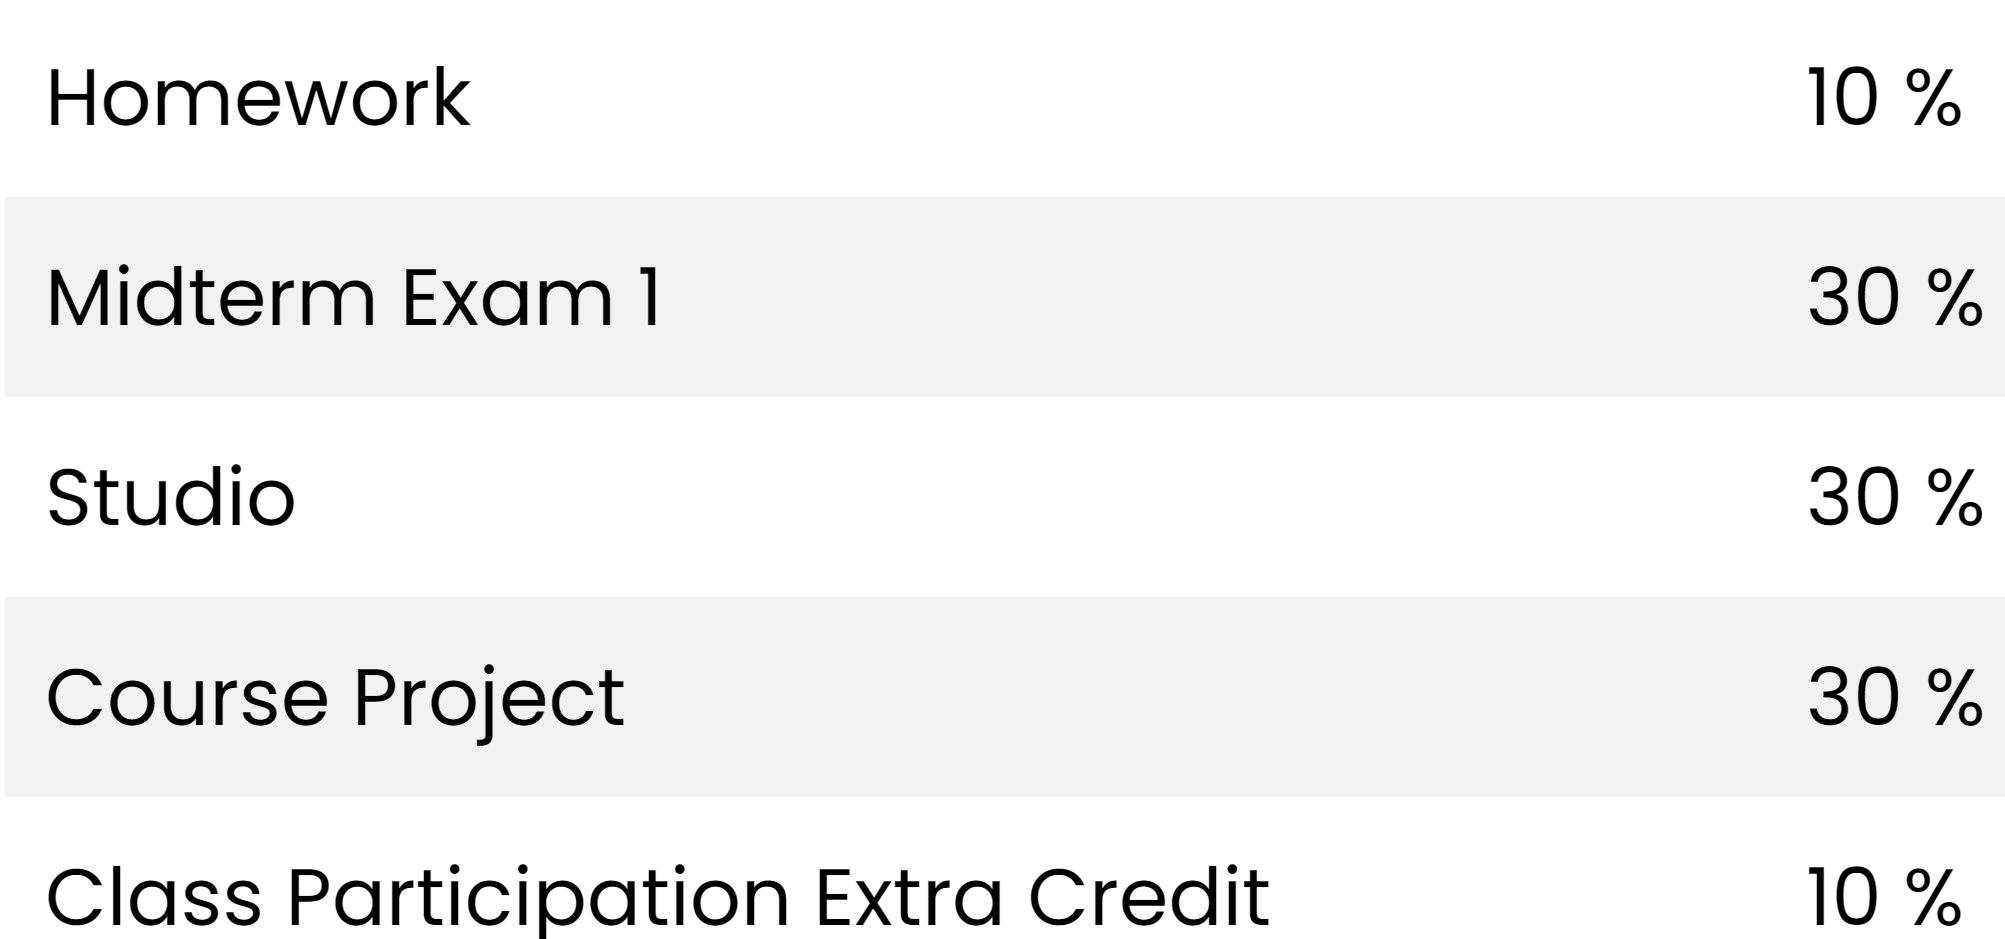 Homework 10 %
Midterm Exam 1 30 %
Studio 30 %
Course Project 30 %
Class Participation Extra Credit 10 %